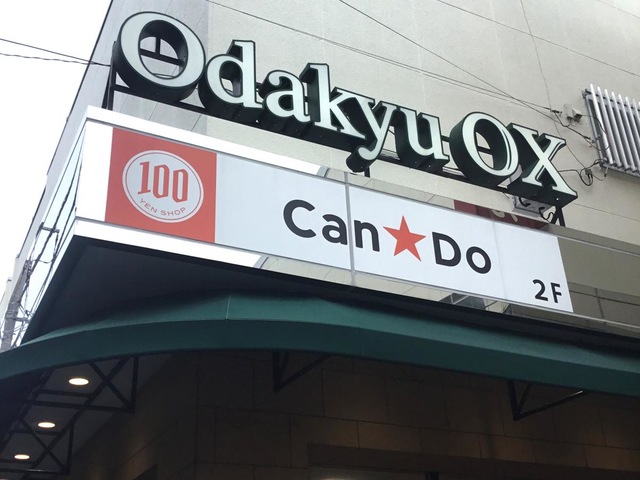 Odakyu OX
100
YEN SHOP
Can★Do
2F